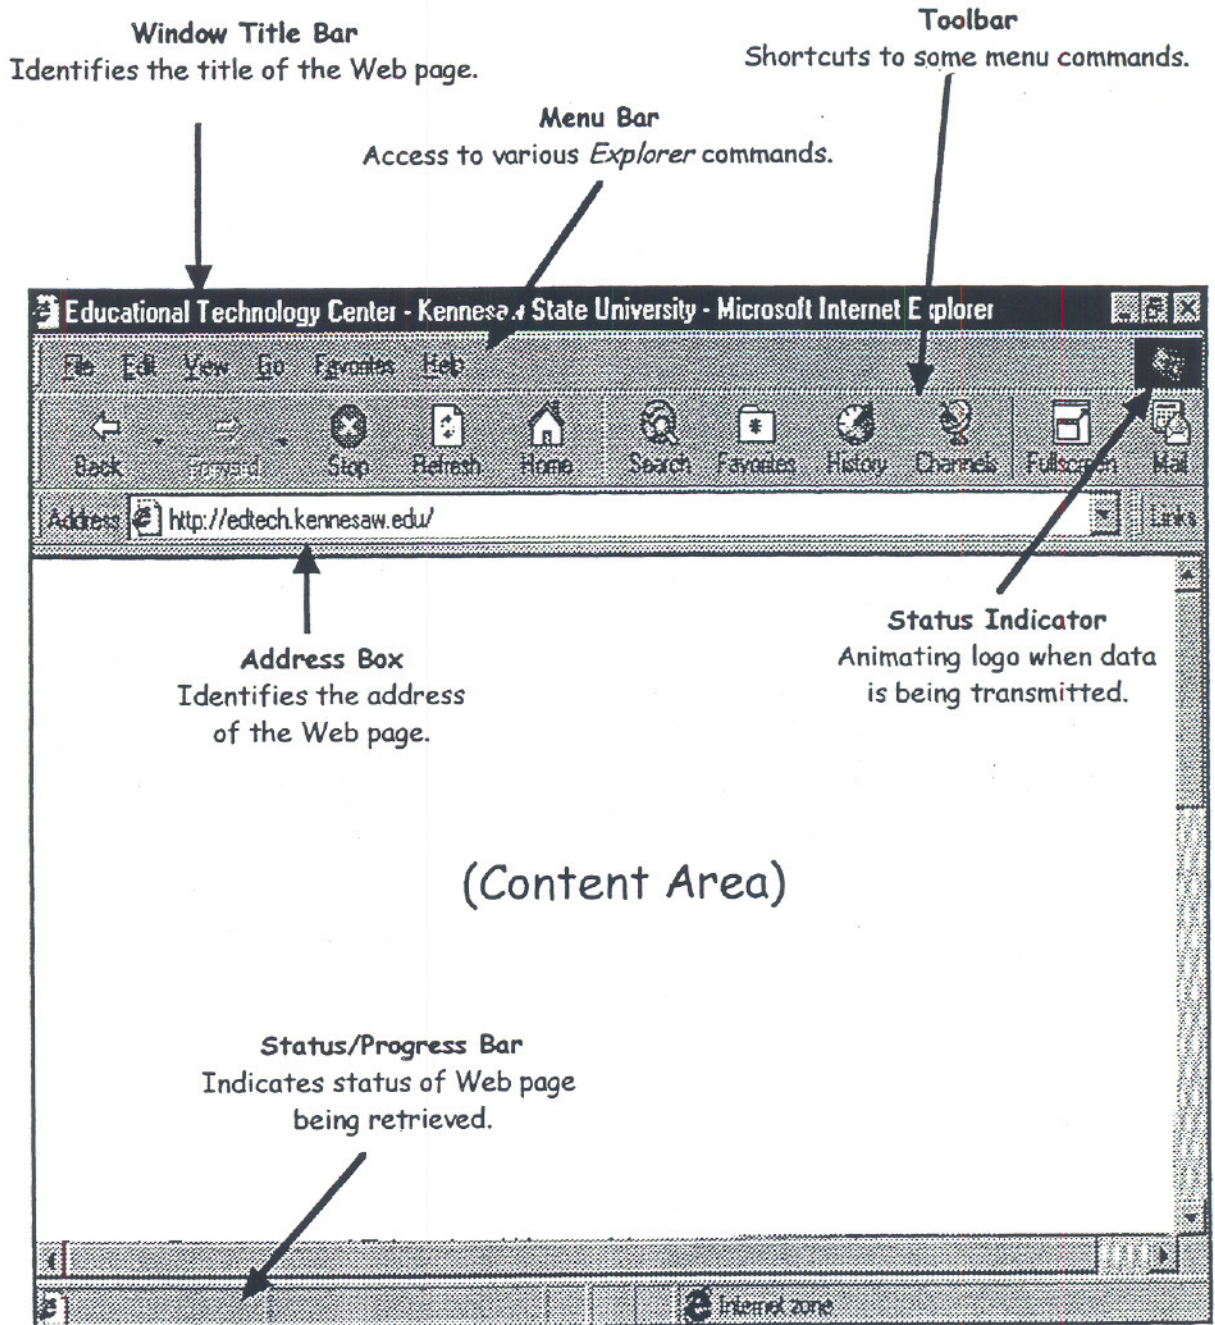 Toolbar
Shortcuts to some menu commands.
Window Title Bar
Identifies the title of the Web page.
Menu Bar
Access to various Explorer commands.
Educational Technology Center - Kennesaw State University - Microsoft Internet Explorer
File Edit View Go Favorites Help
Back Forward Stop Refresh Home Search Favorites History Channels Fullscreen Mail
Address http://edtech.kennesaw.edu/ Links
Status Indicator
Animating logo when data
is being transmitted.
Address Box
Identifies the address
of the Web page.
(Content Area)
Status/Progress Bar
Indicates status of Web page
being retrieved.
Internet zone